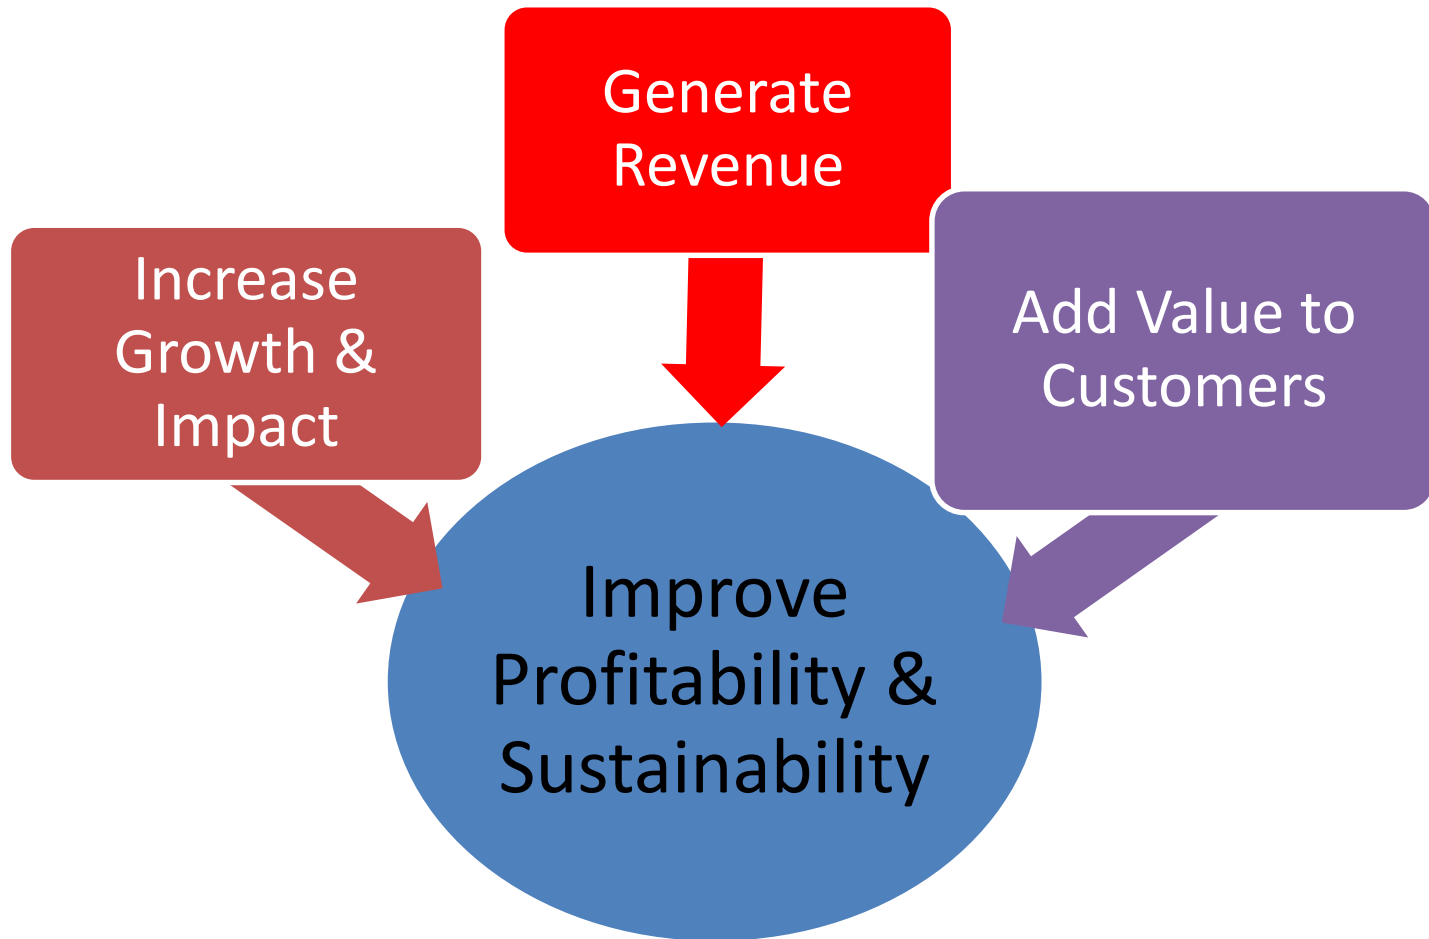 Generate
Revenue
Increase
Growth &
Impact
Add Value to
Customers
Improve
Profitability &
Sustainability